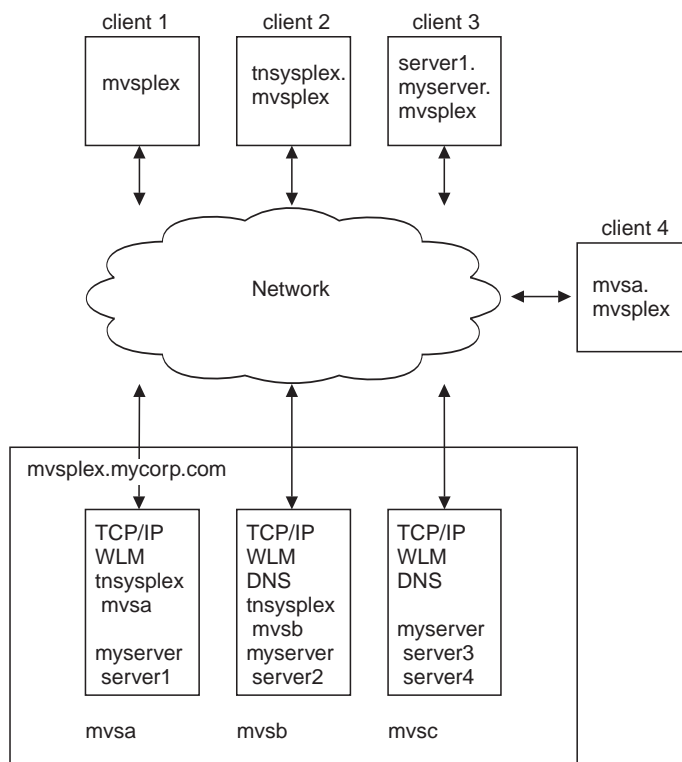 client 1
mvsplex
client 2
tnsysplex.
mvsplex
client 3
server1.
myserver.
mvsplex
client 4
mvsa.
mvsplex
Network
mvsplex.mycorp.com
TCP/IP
WLM
tnsysplex
mvsa
myserver
server1
mvsa
TCP/IP
WLM
DNS
tnsysplex
mvsb
myserver
server2
mvsb
TCP/IP
WLM
DNS
myserver
server3
server4
mvsc